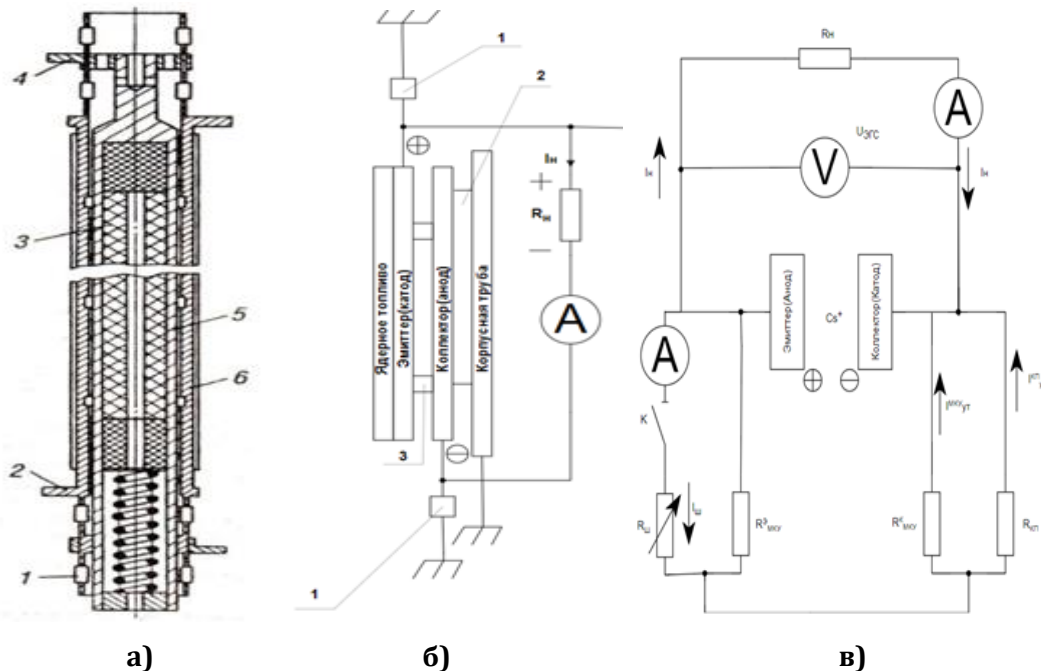 4
3
5
6
2
1
а)
1
2
Iн
Rн
Ядерное топливо
Эмиттер(катод)
Коллектор(анод)
Корпусная труба
A
3
1
б)
Rн
A
UЭГС
V
Iн
Iн
Эмиттер(Анод)
Cs+
Коллектор(Катод)
A
K
Rш
Iш
RЭМКУ
IМКУут
RКМКУ
Rкп
в)